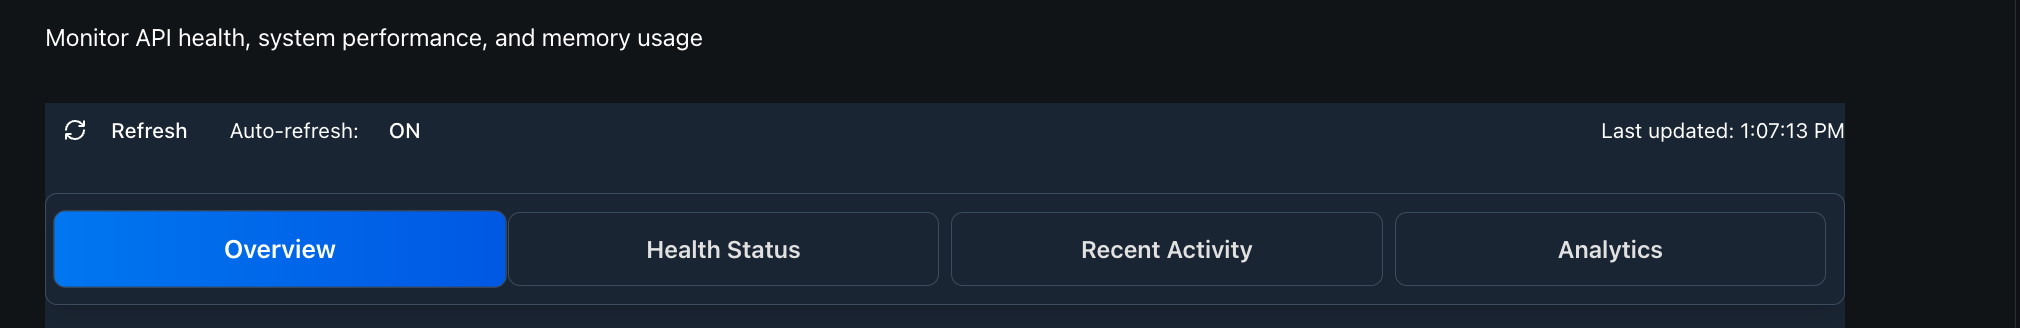 Monitor API health, system performance, and memory usage
Refresh Auto-refresh: ON Last updated: 1:07:13 PM
Overview Health Status Recent Activity Analytics